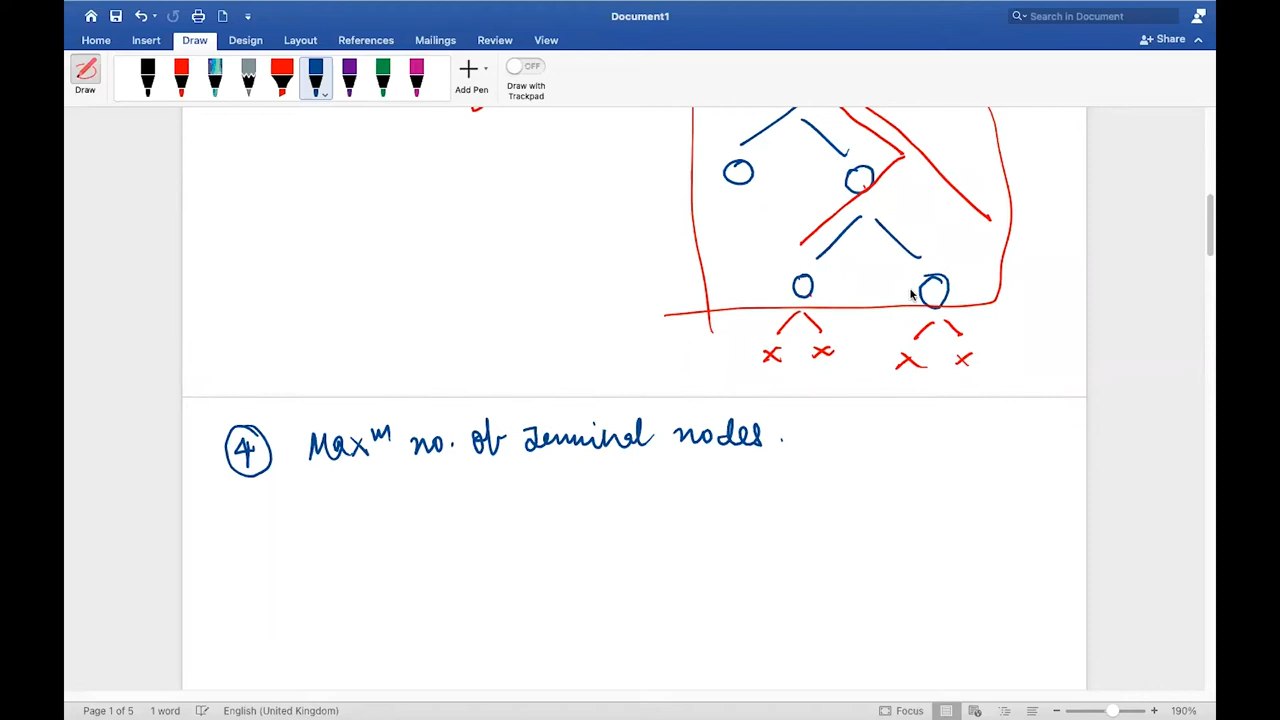 Document1
Search in Document
Home Insert Draw Design Layout References Mailings Review View
Share
Draw
Add Pen
OFF
Draw with
Trackpad
x x x x
④ Maxᵐ no. of Terminal nodes.
Page 1 of 5 1 word English (United Kingdom) Focus 190%